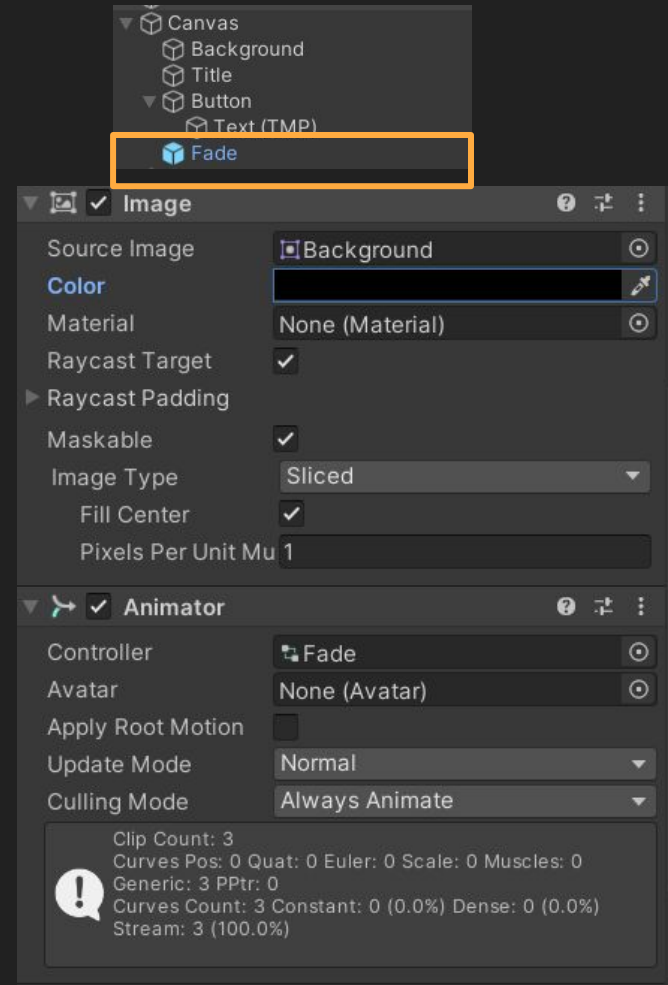 Canvas
Background
Title
Button
Text (TMP)
Fade
Image
Source Image Background
Color
Material None (Material)
Raycast Target
Raycast Padding
Maskable
Image Type Sliced
Fill Center
Pixels Per Unit Mu 1
Animator
Controller Fade
Avatar None (Avatar)
Apply Root Motion
Update Mode Normal
Culling Mode Always Animate
Clip Count: 3
Curves Pos: 0 Quat: 0 Euler: 0 Scale: 0 Muscles: 0
Generic: 3 PPtr: 0
Curves Count: 3 Constant: 0 (0.0%) Dense: 0 (0.0%)
Stream: 3 (100.0%)